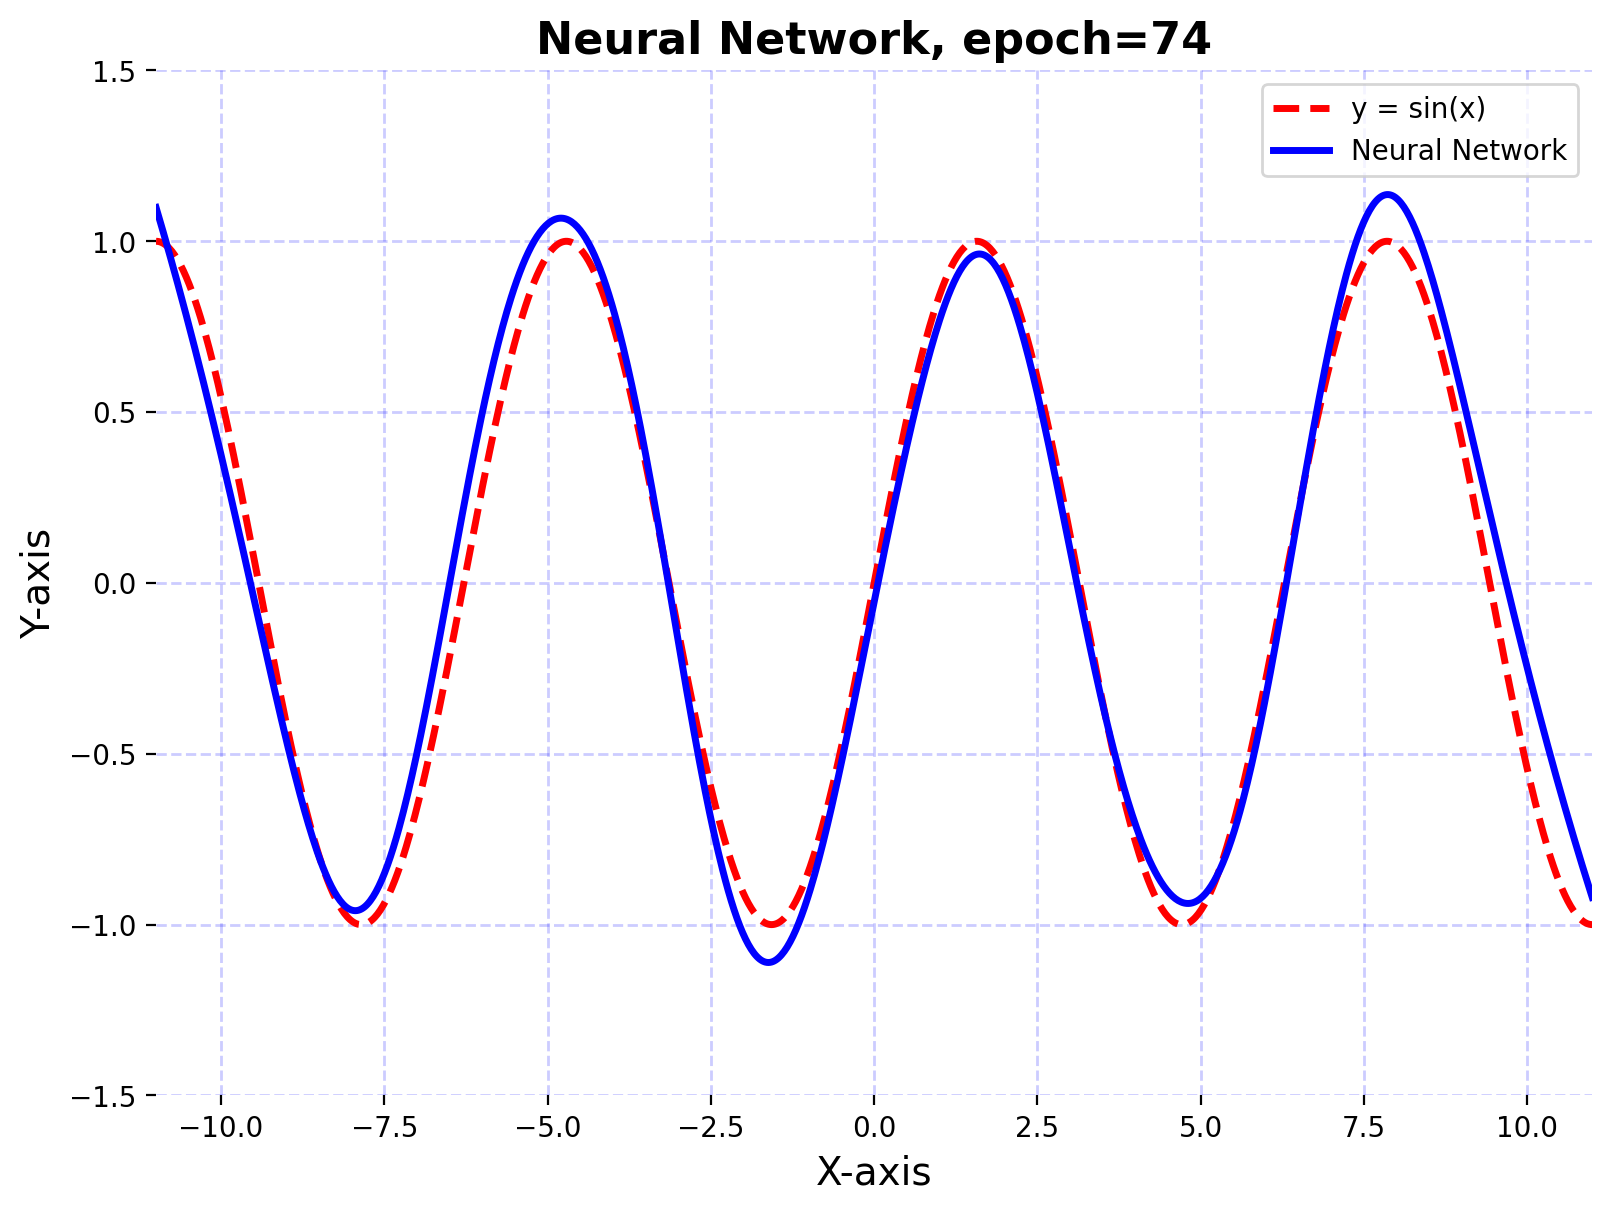 Neural Network, epoch=74
y = sin(x)
Neural Network
1.5
1.0
0.5
0.0
−0.5
−1.0
−1.5
Y-axis
−10.0 −7.5 −5.0 −2.5 0.0 2.5 5.0 7.5 10.0
X-axis